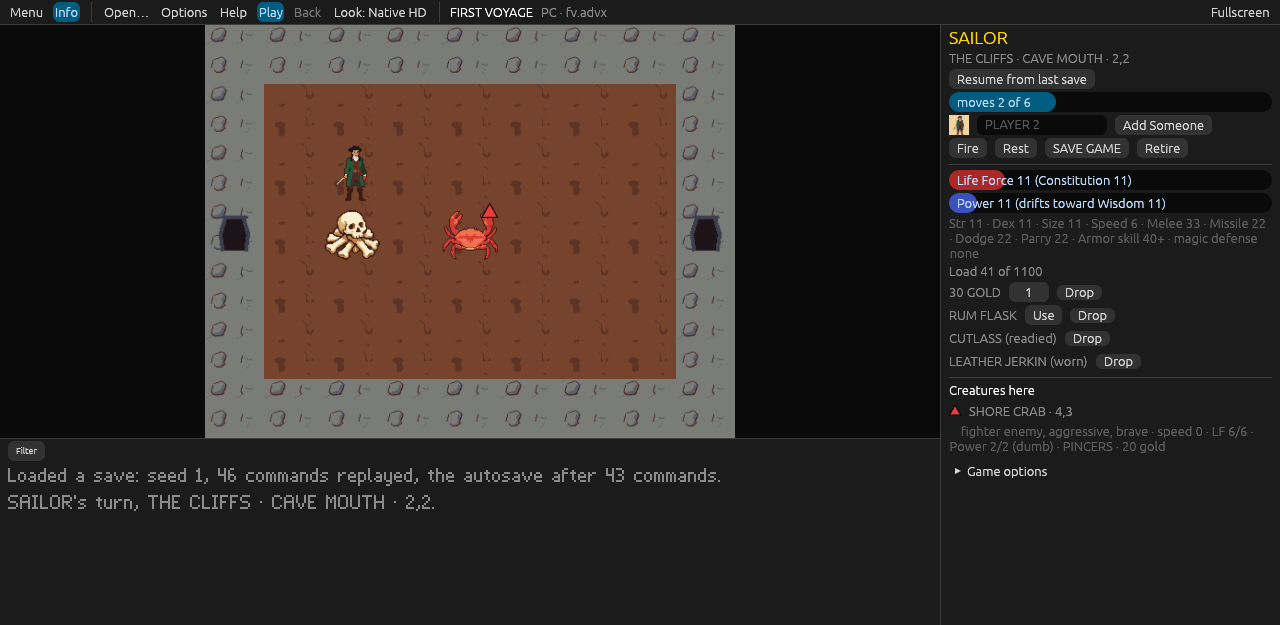 Menu Info Open... Options Help Play Back Look: Native HD FIRST VOYAGE PC · fv.advx Fullscreen
SAILOR
THE CLIFFS · CAVE MOUTH · 2,2
Resume from last save
moves 2 of 6
PLAYER 2 Add Someone
Fire Rest SAVE GAME Retire
Life Force 11 (Constitution 11)
Power 11 (drifts toward Wisdom 11)
Str 11 · Dex 11 · Size 11 · Speed 6 · Melee 33 · Missile 22
· Dodge 22 · Parry 22 · Armor skill 40+ · magic defense
none
Load 41 of 1100
30 GOLD 1 Drop
RUM FLASK Use Drop
CUTLASS (readied) Drop
LEATHER JERKIN (worn) Drop
Creatures here
SHORE CRAB · 4,3
fighter enemy, aggressive, brave · speed 0 · LF 6/6 ·
Power 2/2 (dumb) · PINCERS · 20 gold
Game options
Filter
Loaded a save: seed 1, 46 commands replayed, the autosave after 43 commands.
SAILOR's turn, THE CLIFFS · CAVE MOUTH · 2,2.